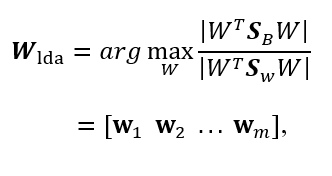 W_lda = arg max_W |W^T S_B W| / |W^T S_w W|
= [w_1 w_2 … w_m],